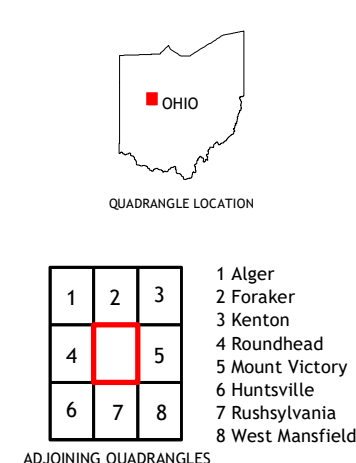 OHIO
QUADRANGLE LOCATION
1 2 3
4 5
6 7 8
1 Alger
2 Foraker
3 Kenton
4 Roundhead
5 Mount Victory
6 Huntsville
7 Rushsylvania
8 West Mansfield
ADJOINING QUADRANGLES